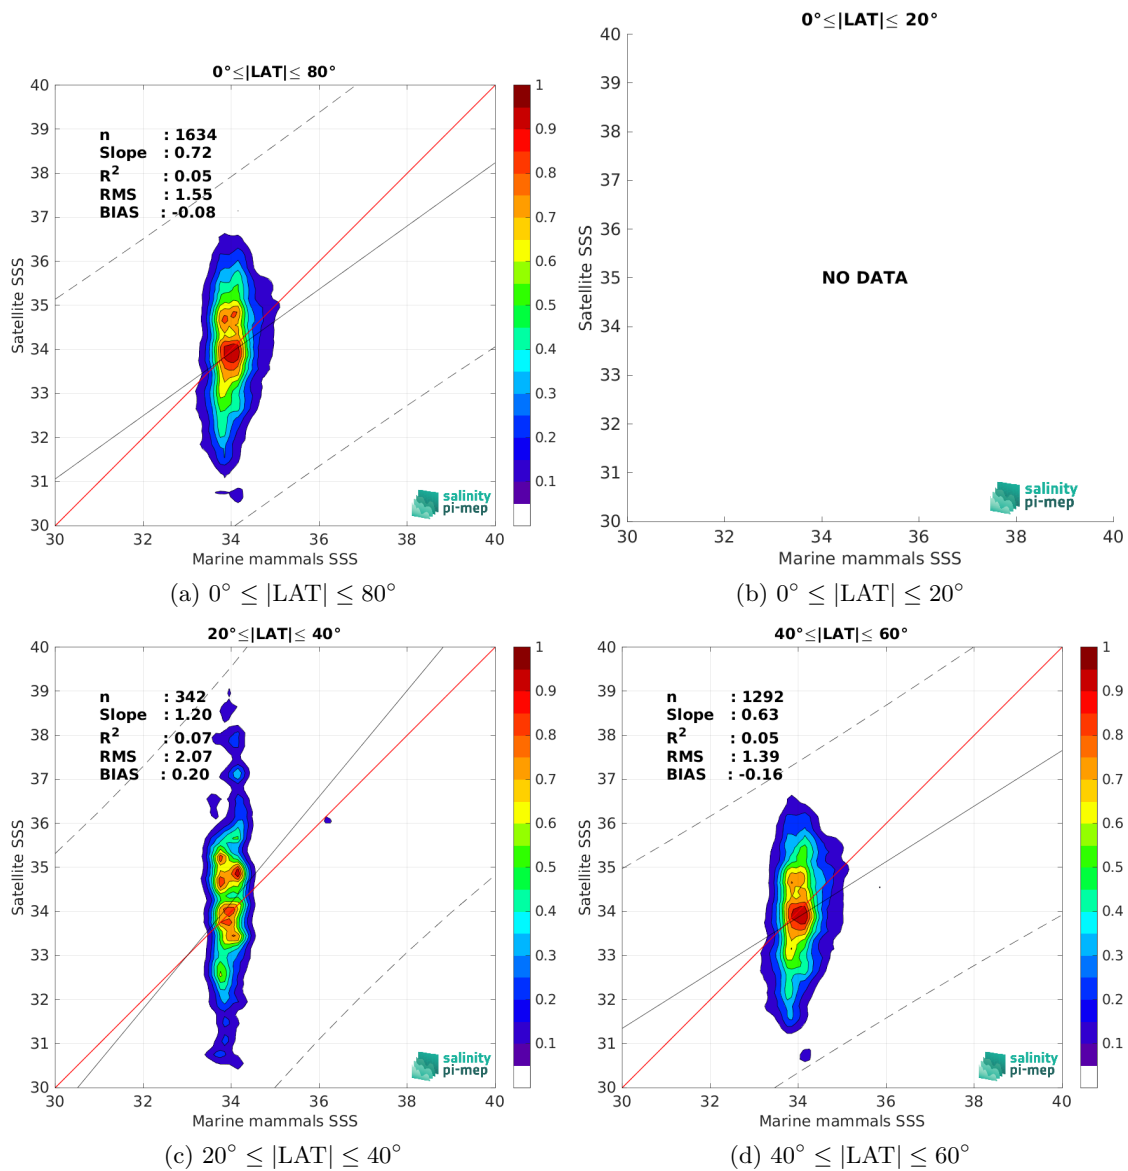 0°≤|LAT|≤ 80°
40
39
38
37
36
35
34
33
32
31
30
n : 1634
Slope : 0.72
R² : 0.05
RMS : 1.55
BIAS : -0.08
1
0.9
0.8
0.7
0.6
0.5
0.4
0.3
0.2
0.1
Satellite SSS
salinity
pi-mep
30 32 34 36 38 40
Marine mammals SSS
(a) 0° ≤ |LAT| ≤ 80°
0°≤|LAT|≤ 20°
40
39
38
37
36
35
34
33
32
31
30
Satellite SSS
NO DATA
salinity
pi-mep
30 32 34 36 38 40
Marine mammals SSS
(b) 0° ≤ |LAT| ≤ 20°
20°≤|LAT|≤ 40°
40
39
38
37
36
35
34
33
32
31
30
n : 342
Slope : 1.20
R² : 0.07
RMS : 2.07
BIAS : 0.20
1
0.9
0.8
0.7
0.6
0.5
0.4
0.3
0.2
0.1
Satellite SSS
salinity
pi-mep
30 32 34 36 38 40
Marine mammals SSS
(c) 20° ≤ |LAT| ≤ 40°
40°≤|LAT|≤ 60°
40
39
38
37
36
35
34
33
32
31
30
n : 1292
Slope : 0.63
R² : 0.05
RMS : 1.39
BIAS : -0.16
1
0.9
0.8
0.7
0.6
0.5
0.4
0.3
0.2
0.1
Satellite SSS
salinity
pi-mep
30 32 34 36 38 40
Marine mammals SSS
(d) 40° ≤ |LAT| ≤ 60°